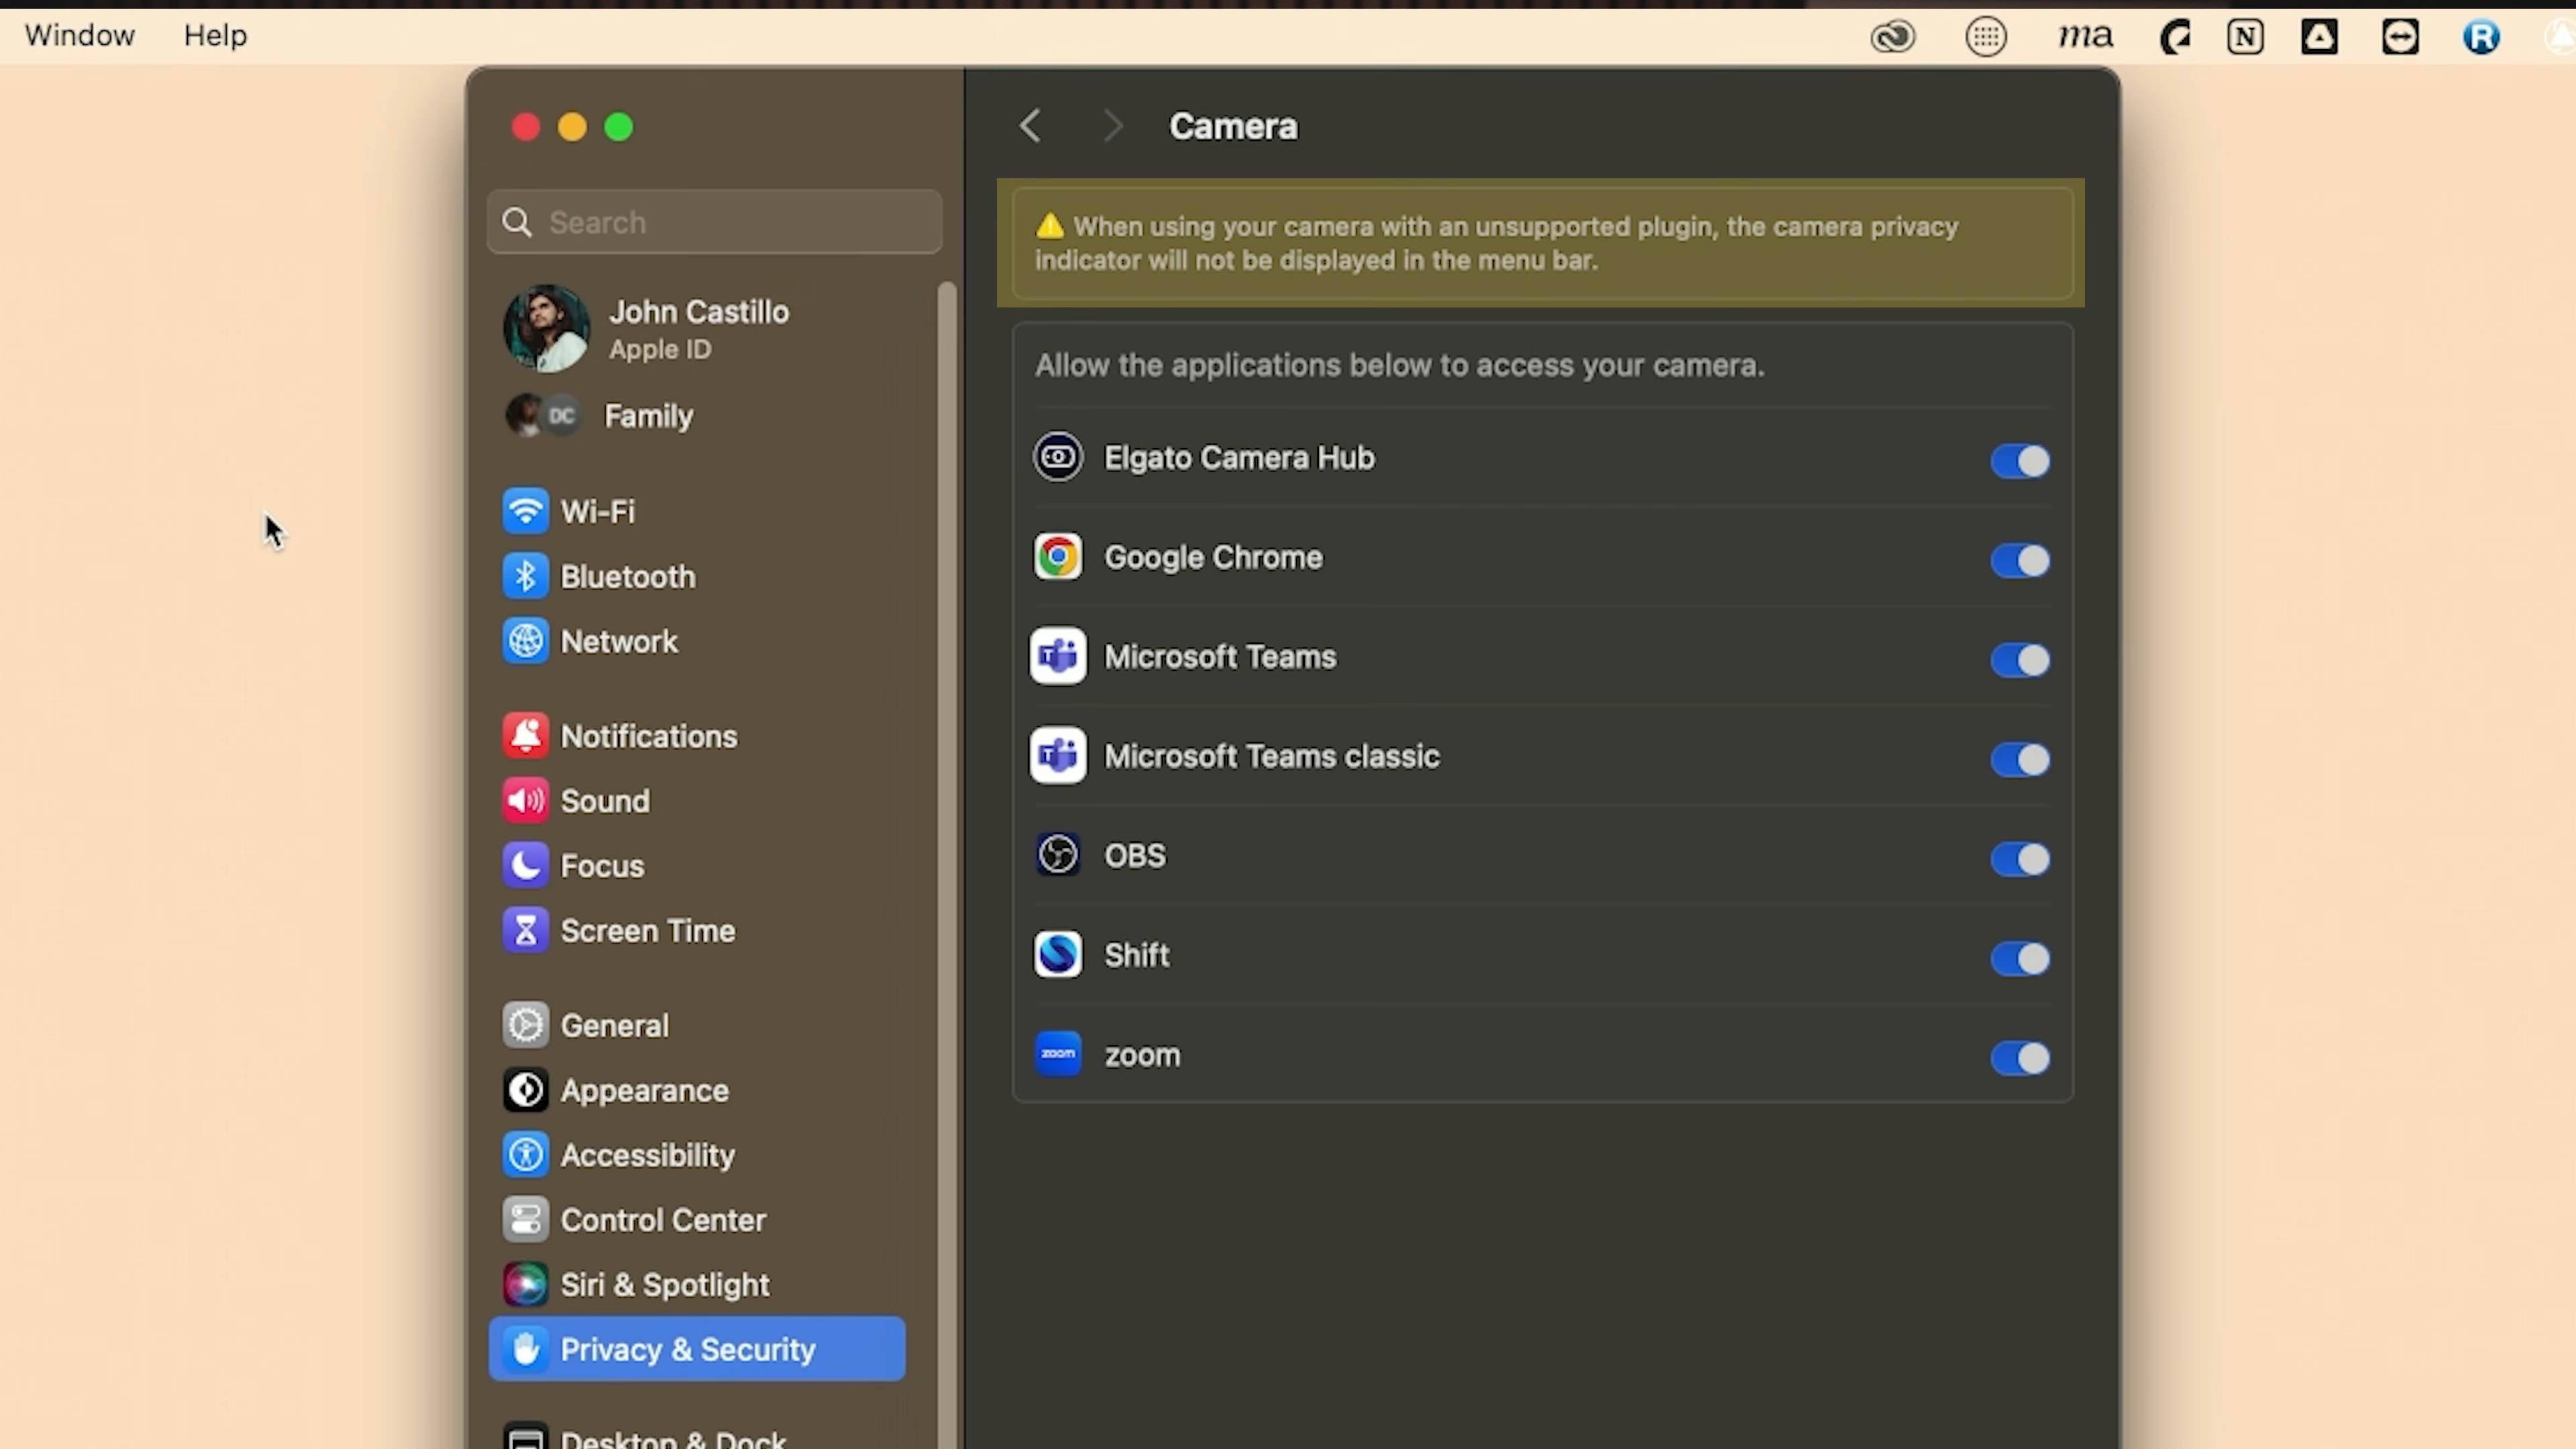 Window Help
ma
N
R
Camera
Search
When using your camera with an unsupported plugin, the camera privacy
indicator will not be displayed in the menu bar.
John Castillo
Apple ID
DC Family
Wi-Fi
Bluetooth
Network
Notifications
Sound
Focus
Screen Time
General
Appearance
Accessibility
Control Center
Siri & Spotlight
Privacy & Security
Desktop & Dock
Allow the applications below to access your camera.
Elgato Camera Hub
Google Chrome
T Microsoft Teams
T Microsoft Teams classic
OBS
Shift
zoom zoom